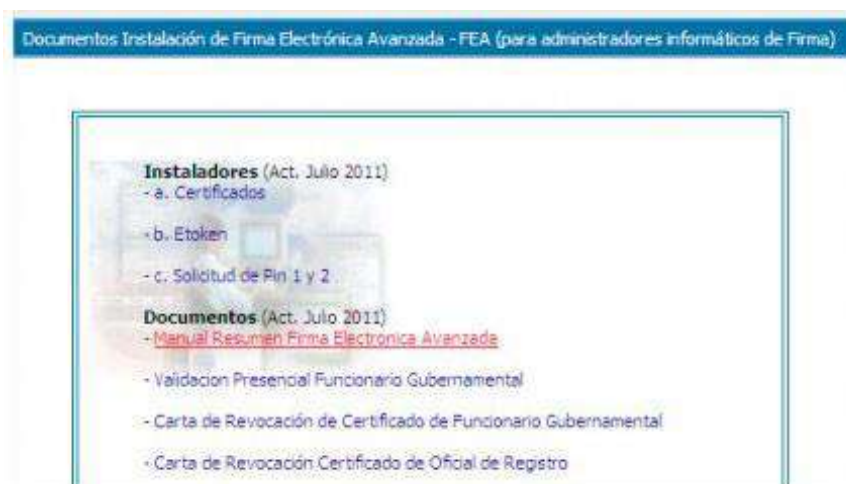 Documentos Instalación de Firma Electrónica Avanzada - FEA (para administradores informáticos de Firma)
Instaladores (Act. Julio 2011)
- a. Certificados
- b. Etoken
- c. Solicitud de Pin 1 y 2
Documentos (Act. Julio 2011)
- Manual Resumen Firma Electronica Avanzada
- Validacion Presencial Funcionario Gubernamental
- Carta de Revocación de Certificado de Funcionario Gubernamental
- Carta de Revocación Certificado de Oficial de Registro